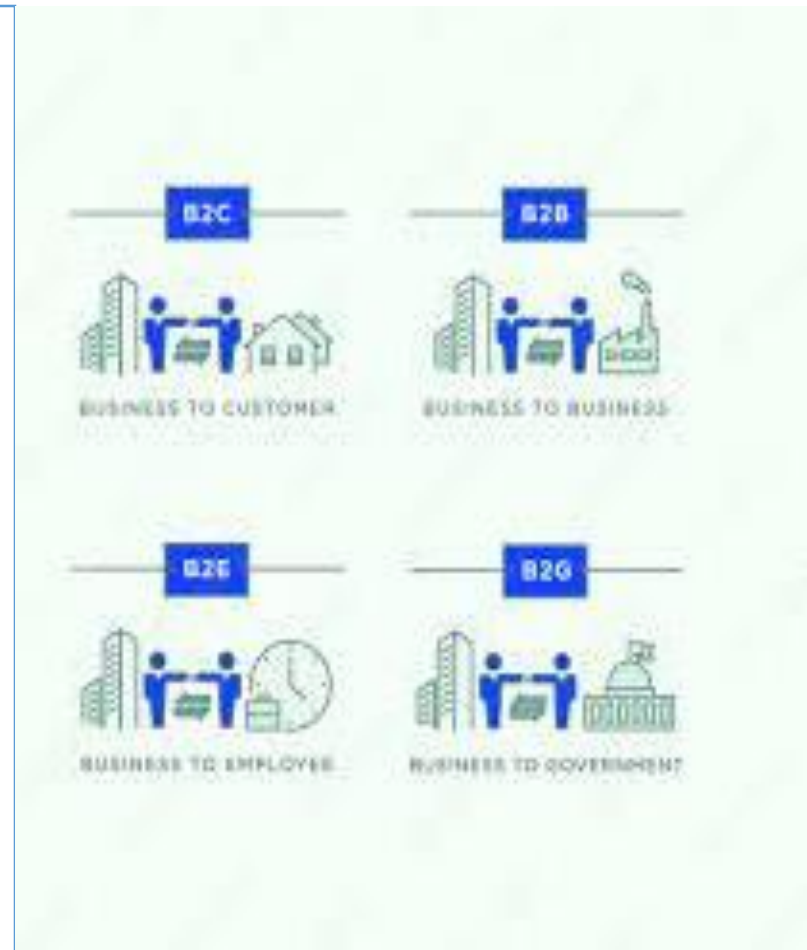 B2C
B2B
BUSINESS TO CUSTOMER
BUSINESS TO BUSINESS
B2E
B2G
BUSINESS TO EMPLOYEE
BUSINESS TO GOVERNMENT